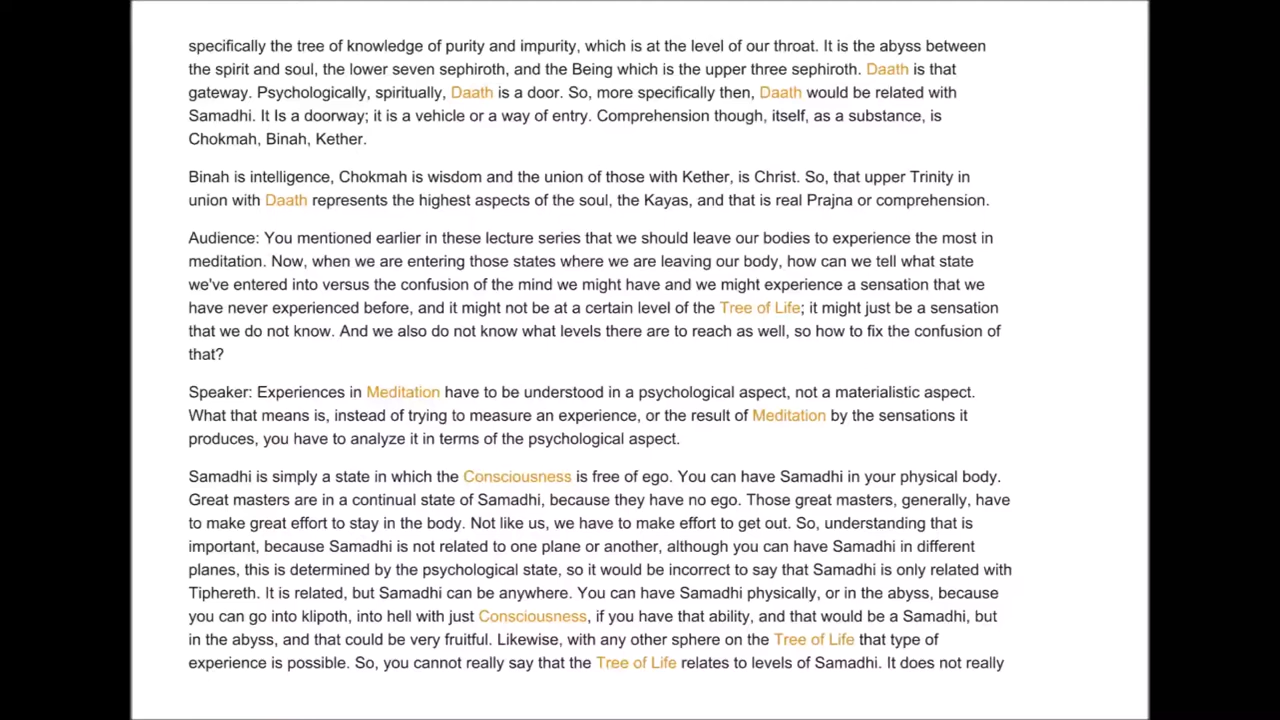 specifically the tree of knowledge of purity and impurity, which is at the level of our throat. It is the abyss between
the spirit and soul, the lower seven sephiroth, and the Being which is the upper three sephiroth. Daath is that
gateway. Psychologically, spiritually, Daath is a door. So, more specifically then, Daath would be related with
Samadhi. It Is a doorway; it is a vehicle or a way of entry. Comprehension though, itself, as a substance, is
Chokmah, Binah, Kether.
Binah is intelligence, Chokmah is wisdom and the union of those with Kether, is Christ. So, that upper Trinity in
union with Daath represents the highest aspects of the soul, the Kayas, and that is real Prajna or comprehension.
Audience: You mentioned earlier in these lecture series that we should leave our bodies to experience the most in
meditation. Now, when we are entering those states where we are leaving our body, how can we tell what state
we've entered into versus the confusion of the mind we might have and we might experience a sensation that we
have never experienced before, and it might not be at a certain level of the Tree of Life; it might just be a sensation
that we do not know. And we also do not know what levels there are to reach as well, so how to fix the confusion of
that?
Speaker: Experiences in Meditation have to be understood in a psychological aspect, not a materialistic aspect.
What that means is, instead of trying to measure an experience, or the result of Meditation by the sensations it
produces, you have to analyze it in terms of the psychological aspect.
Samadhi is simply a state in which the Consciousness is free of ego. You can have Samadhi in your physical body.
Great masters are in a continual state of Samadhi, because they have no ego. Those great masters, generally, have
to make great effort to stay in the body. Not like us, we have to make effort to get out. So, understanding that is
important, because Samadhi is not related to one plane or another, although you can have Samadhi in different
planes, this is determined by the psychological state, so it would be incorrect to say that Samadhi is only related with
Tiphereth. It is related, but Samadhi can be anywhere. You can have Samadhi physically, or in the abyss, because
you can go into klipoth, into hell with just Consciousness, if you have that ability, and that would be a Samadhi, but
in the abyss, and that could be very fruitful. Likewise, with any other sphere on the Tree of Life that type of
experience is possible. So, you cannot really say that the Tree of Life relates to levels of Samadhi. It does not really